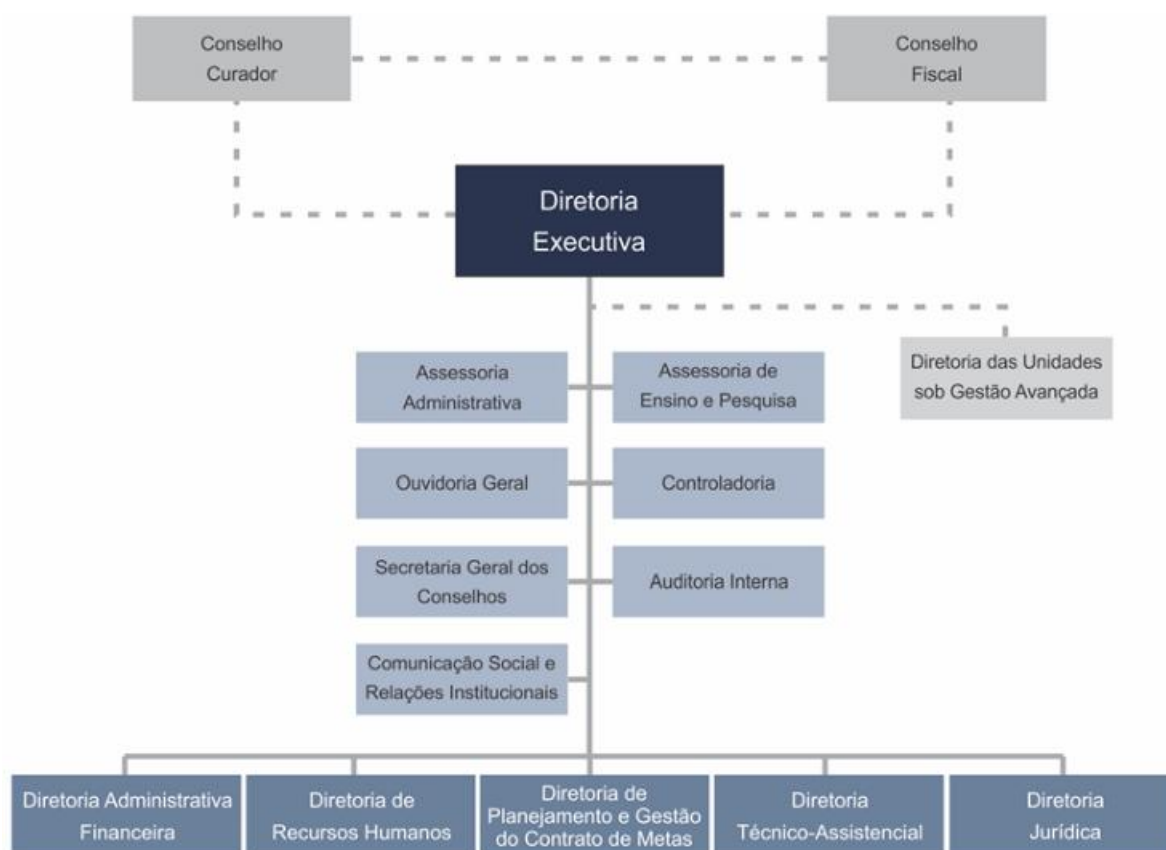 Conselho
Curador
Conselho
Fiscal
Diretoria
Executiva
Diretoria das Unidades
sob Gestão Avançada
Assessoria
Administrativa
Assessoria de
Ensino e Pesquisa
Ouvidoria Geral
Controladoria
Secretaria Geral dos
Conselhos
Auditoria Interna
Comunicação Social e
Relações Institucionais
Diretoria Administrativa
Financeira
Diretoria de
Recursos Humanos
Diretoria de
Planejamento e Gestão
do Contrato de Metas
Diretoria
Técnico-Assistencial
Diretoria
Jurídica